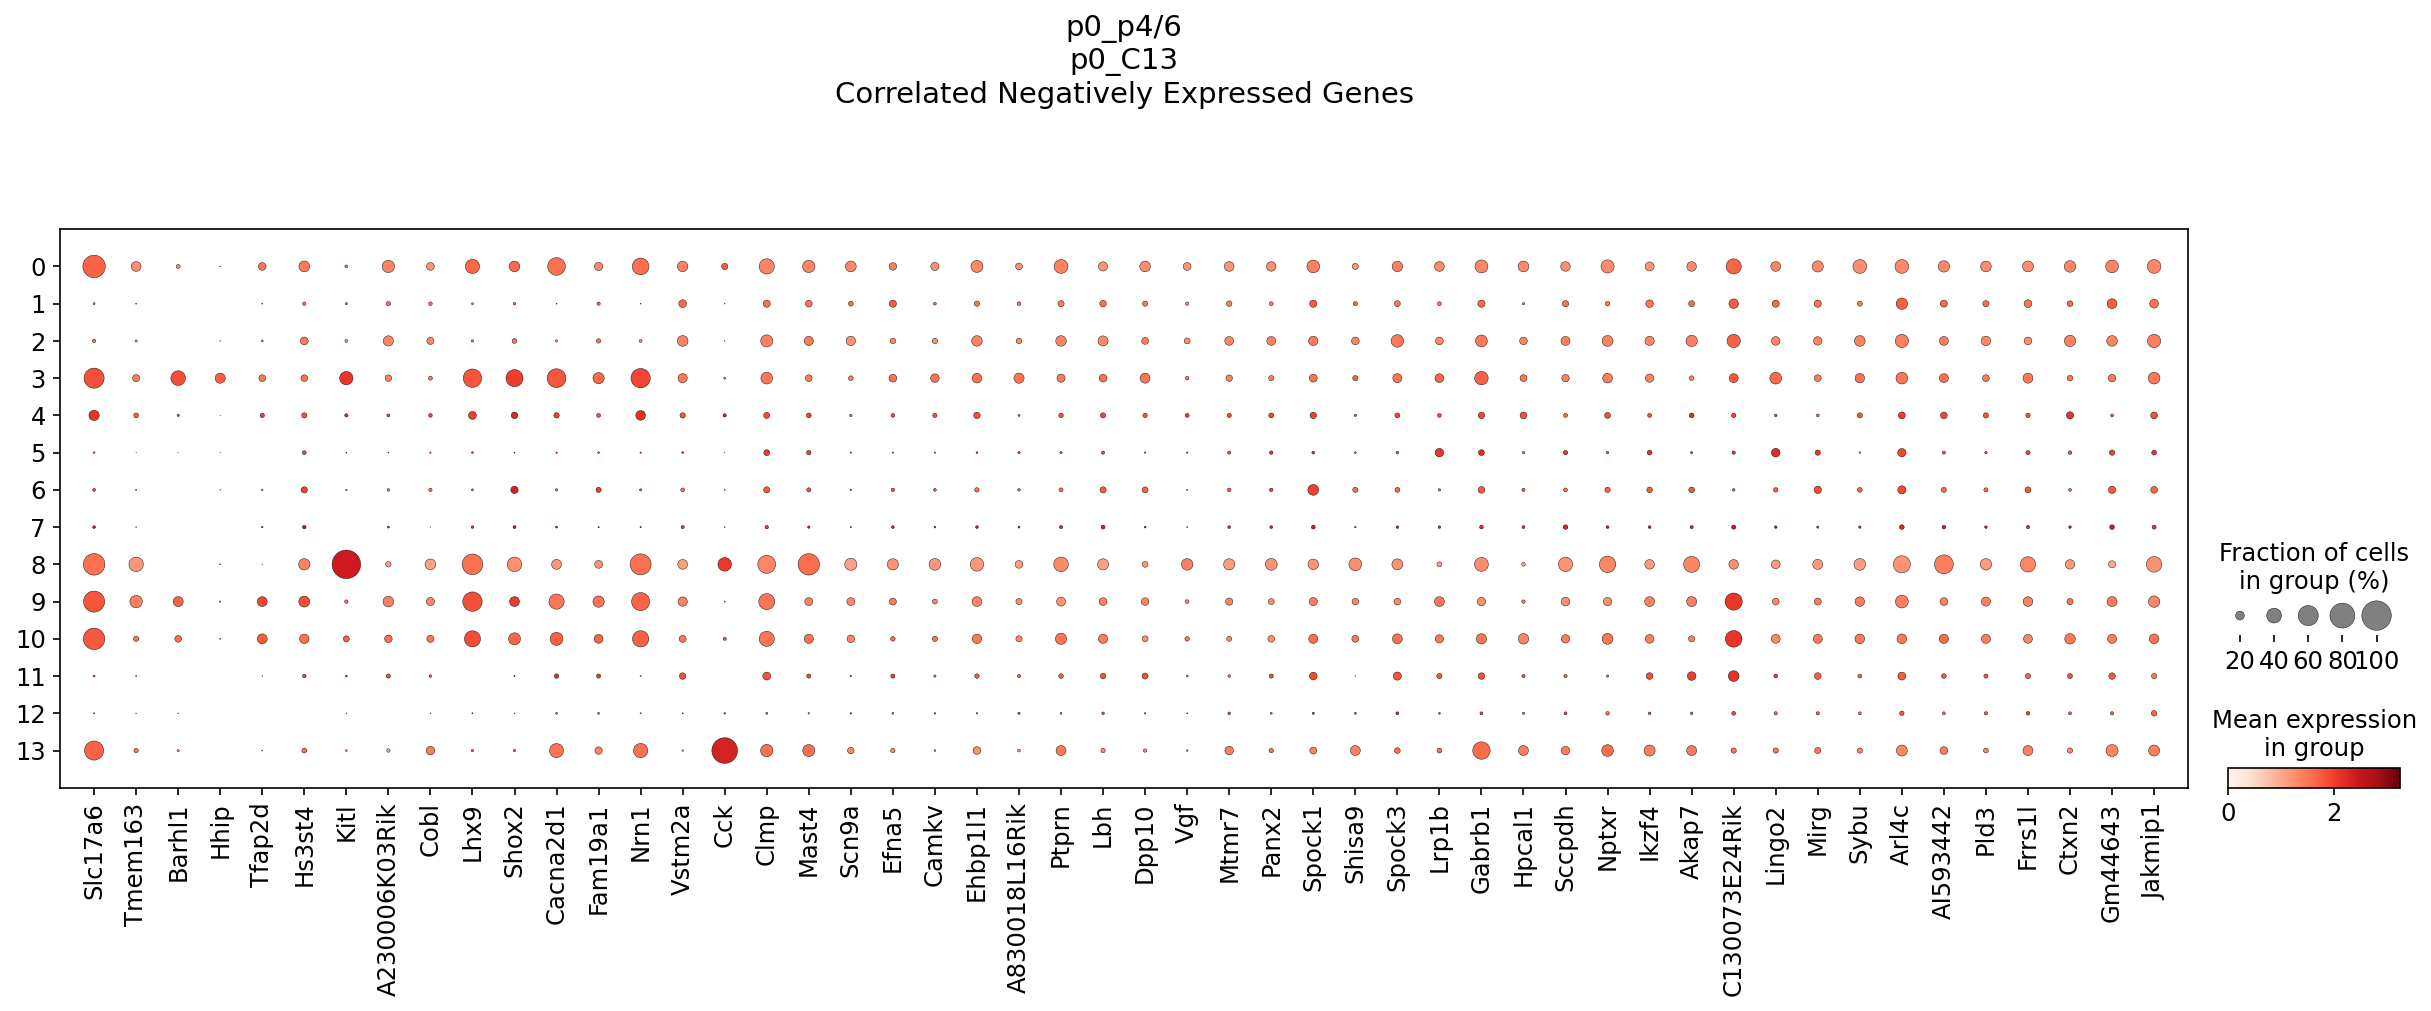 p0_p4/6
p0_C13
Correlated Negatively Expressed Genes
0
1
2
3
4
5
6
7
8
9
10
11
12
13
Slc17a6
Tmem163
Barhl1
Hhip
Tfap2d
Hs3st4
Kitl
A230006K03Rik
Cobl
Lhx9
Shox2
Cacna2d1
Fam19a1
Nrn1
Vstm2a
Cck
Clmp
Mast4
Scn9a
Efna5
Camkv
Ehbp1l1
A830018L16Rik
Ptprn
Lbh
Dpp10
Vgf
Mtmr7
Panx2
Spock1
Shisa9
Spock3
Lrp1b
Gabrb1
Hpcal1
Sccpdh
Nptxr
Ikzf4
Akap7
C130073E24Rik
Lingo2
Mirg
Sybu
Arl4c
AI593442
Pld3
Frrs1l
Ctxn2
Gm44643
Jakmip1
Fraction of cells
in group (%)
20 40 60 80 100
Mean expression
in group
0 2